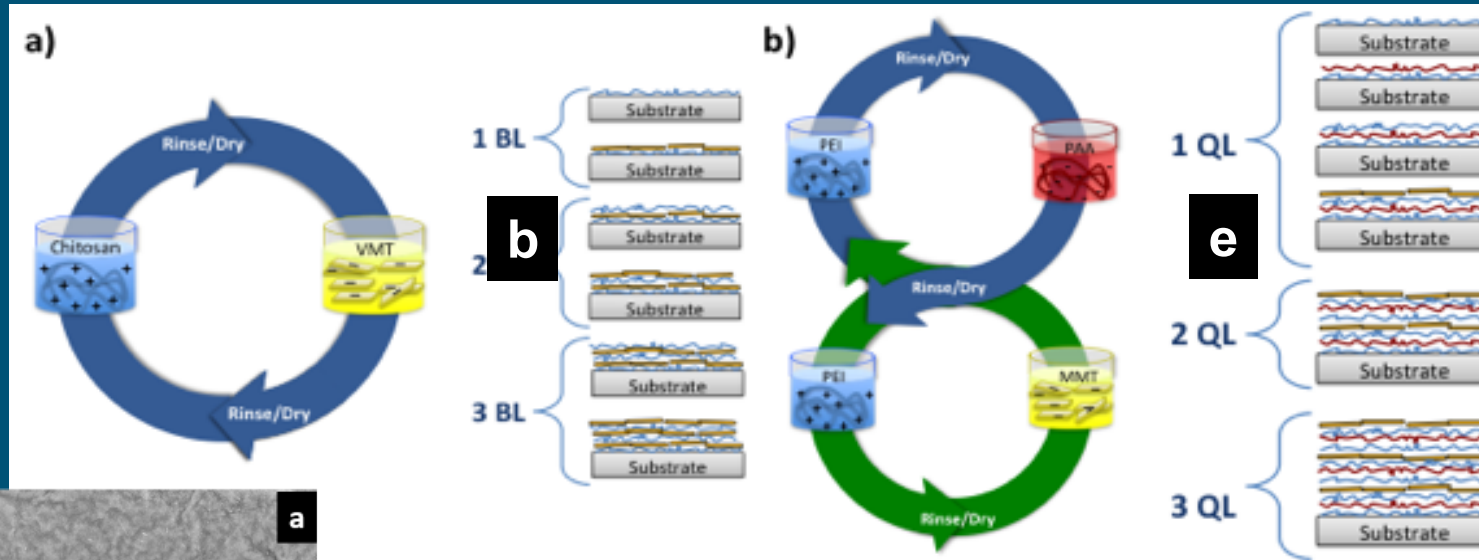 a)
Rinse/Dry
Chitosan
VMT
Rinse/Dry
1 BL
Substrate
Substrate
2
b
Substrate
Substrate
3 BL
Substrate
Substrate
a
b)
Rinse/Dry
PEI
PAA
Rinse/Dry
PEI
MMT
Rinse/Dry
1 QL
Substrate
Substrate
Substrate
Substrate
e
2 QL
Substrate
3 QL
Substrate